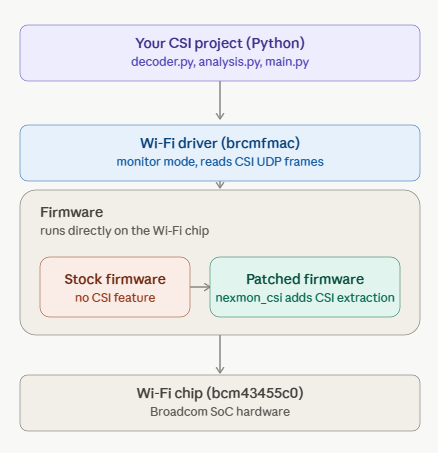 Your CSI project (Python)
decoder.py, analysis.py, main.py
Wi-Fi driver (brcmfmac)
monitor mode, reads CSI UDP frames
Firmware
runs directly on the Wi-Fi chip
Stock firmware
no CSI feature
Patched firmware
nexmon_csi adds CSI extraction
Wi-Fi chip (bcm43455c0)
Broadcom SoC hardware